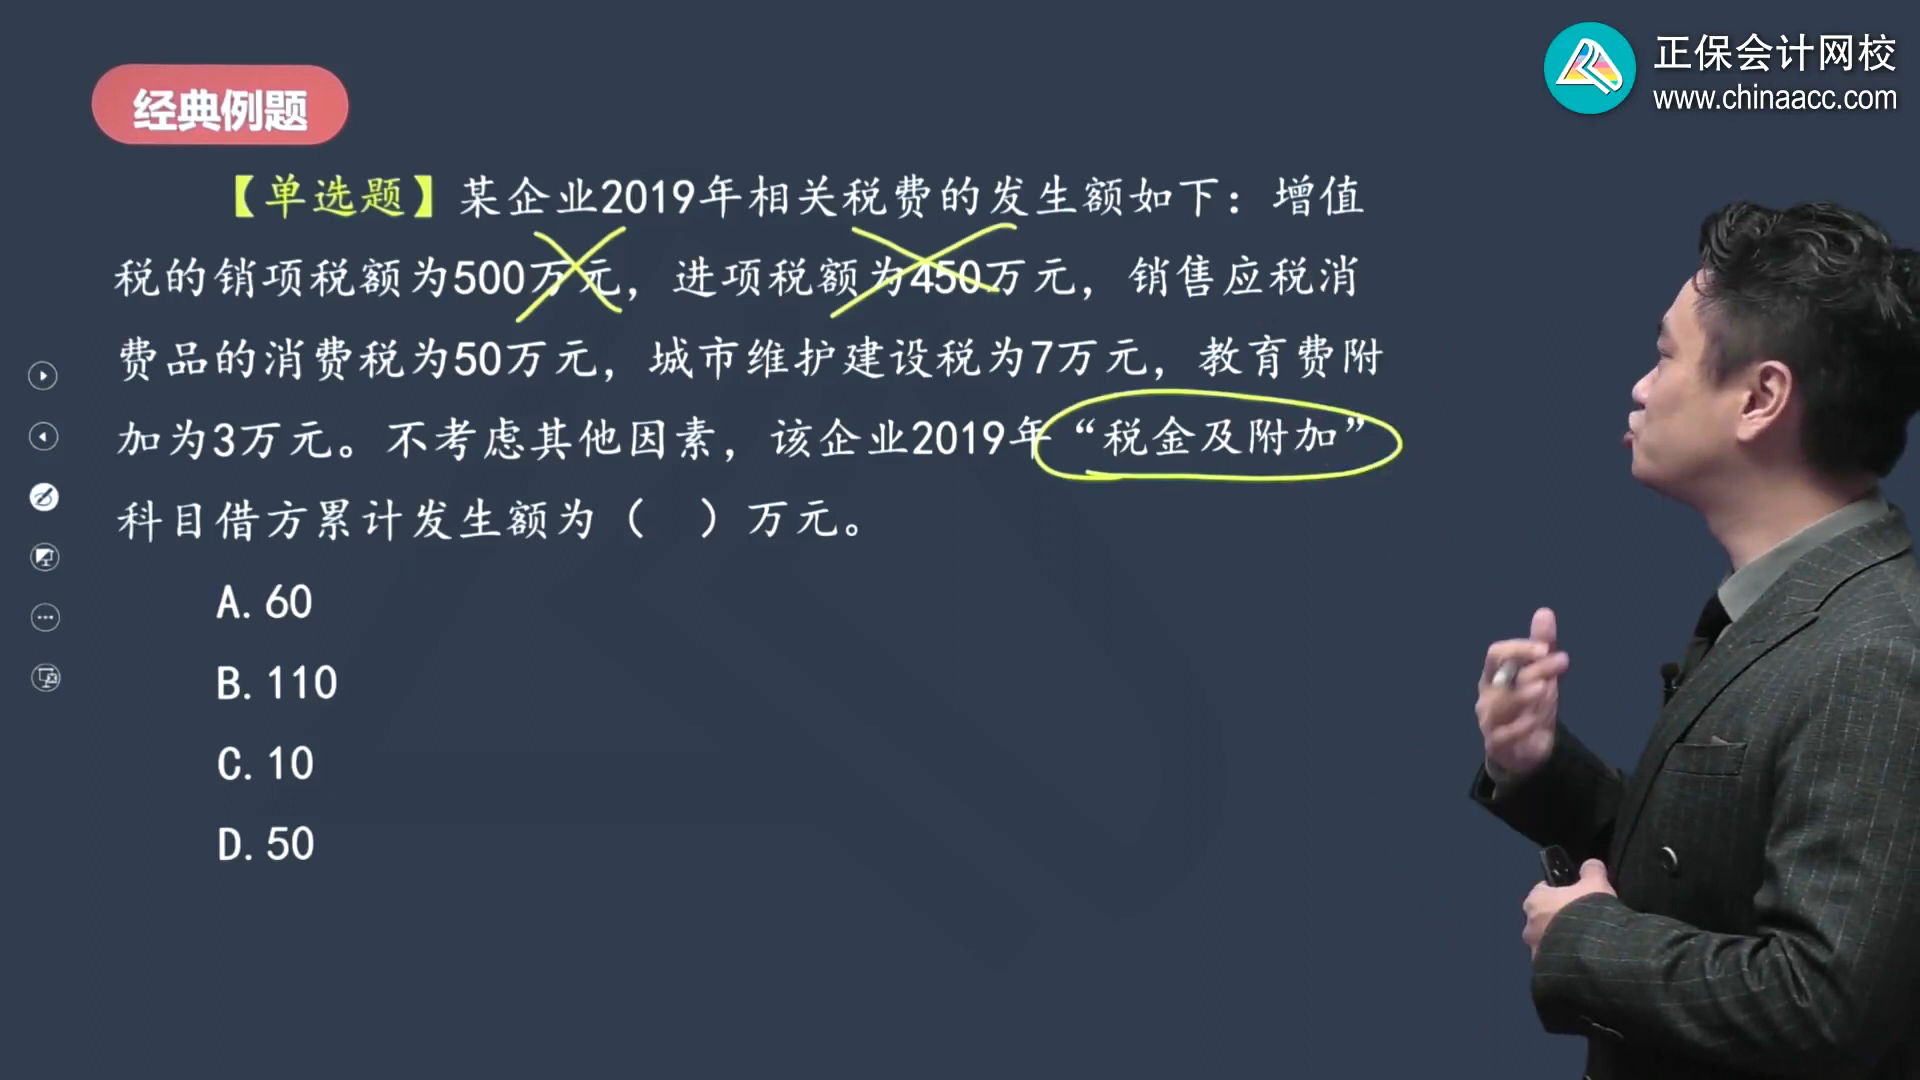 正保会计网校
www.chinaacc.com
经典例题
【单选题】某企业2019年相关税费的发生额如下：增值
税的销项税额为500万元，进项税额为450万元，销售应税消
费品的消费税为50万元，城市维护建设税为7万元，教育费附
加为3万元。不考虑其他因素，该企业2019年“税金及附加”
科目借方累计发生额为（ ）万元。
A. 60
B. 110
C. 10
D. 50